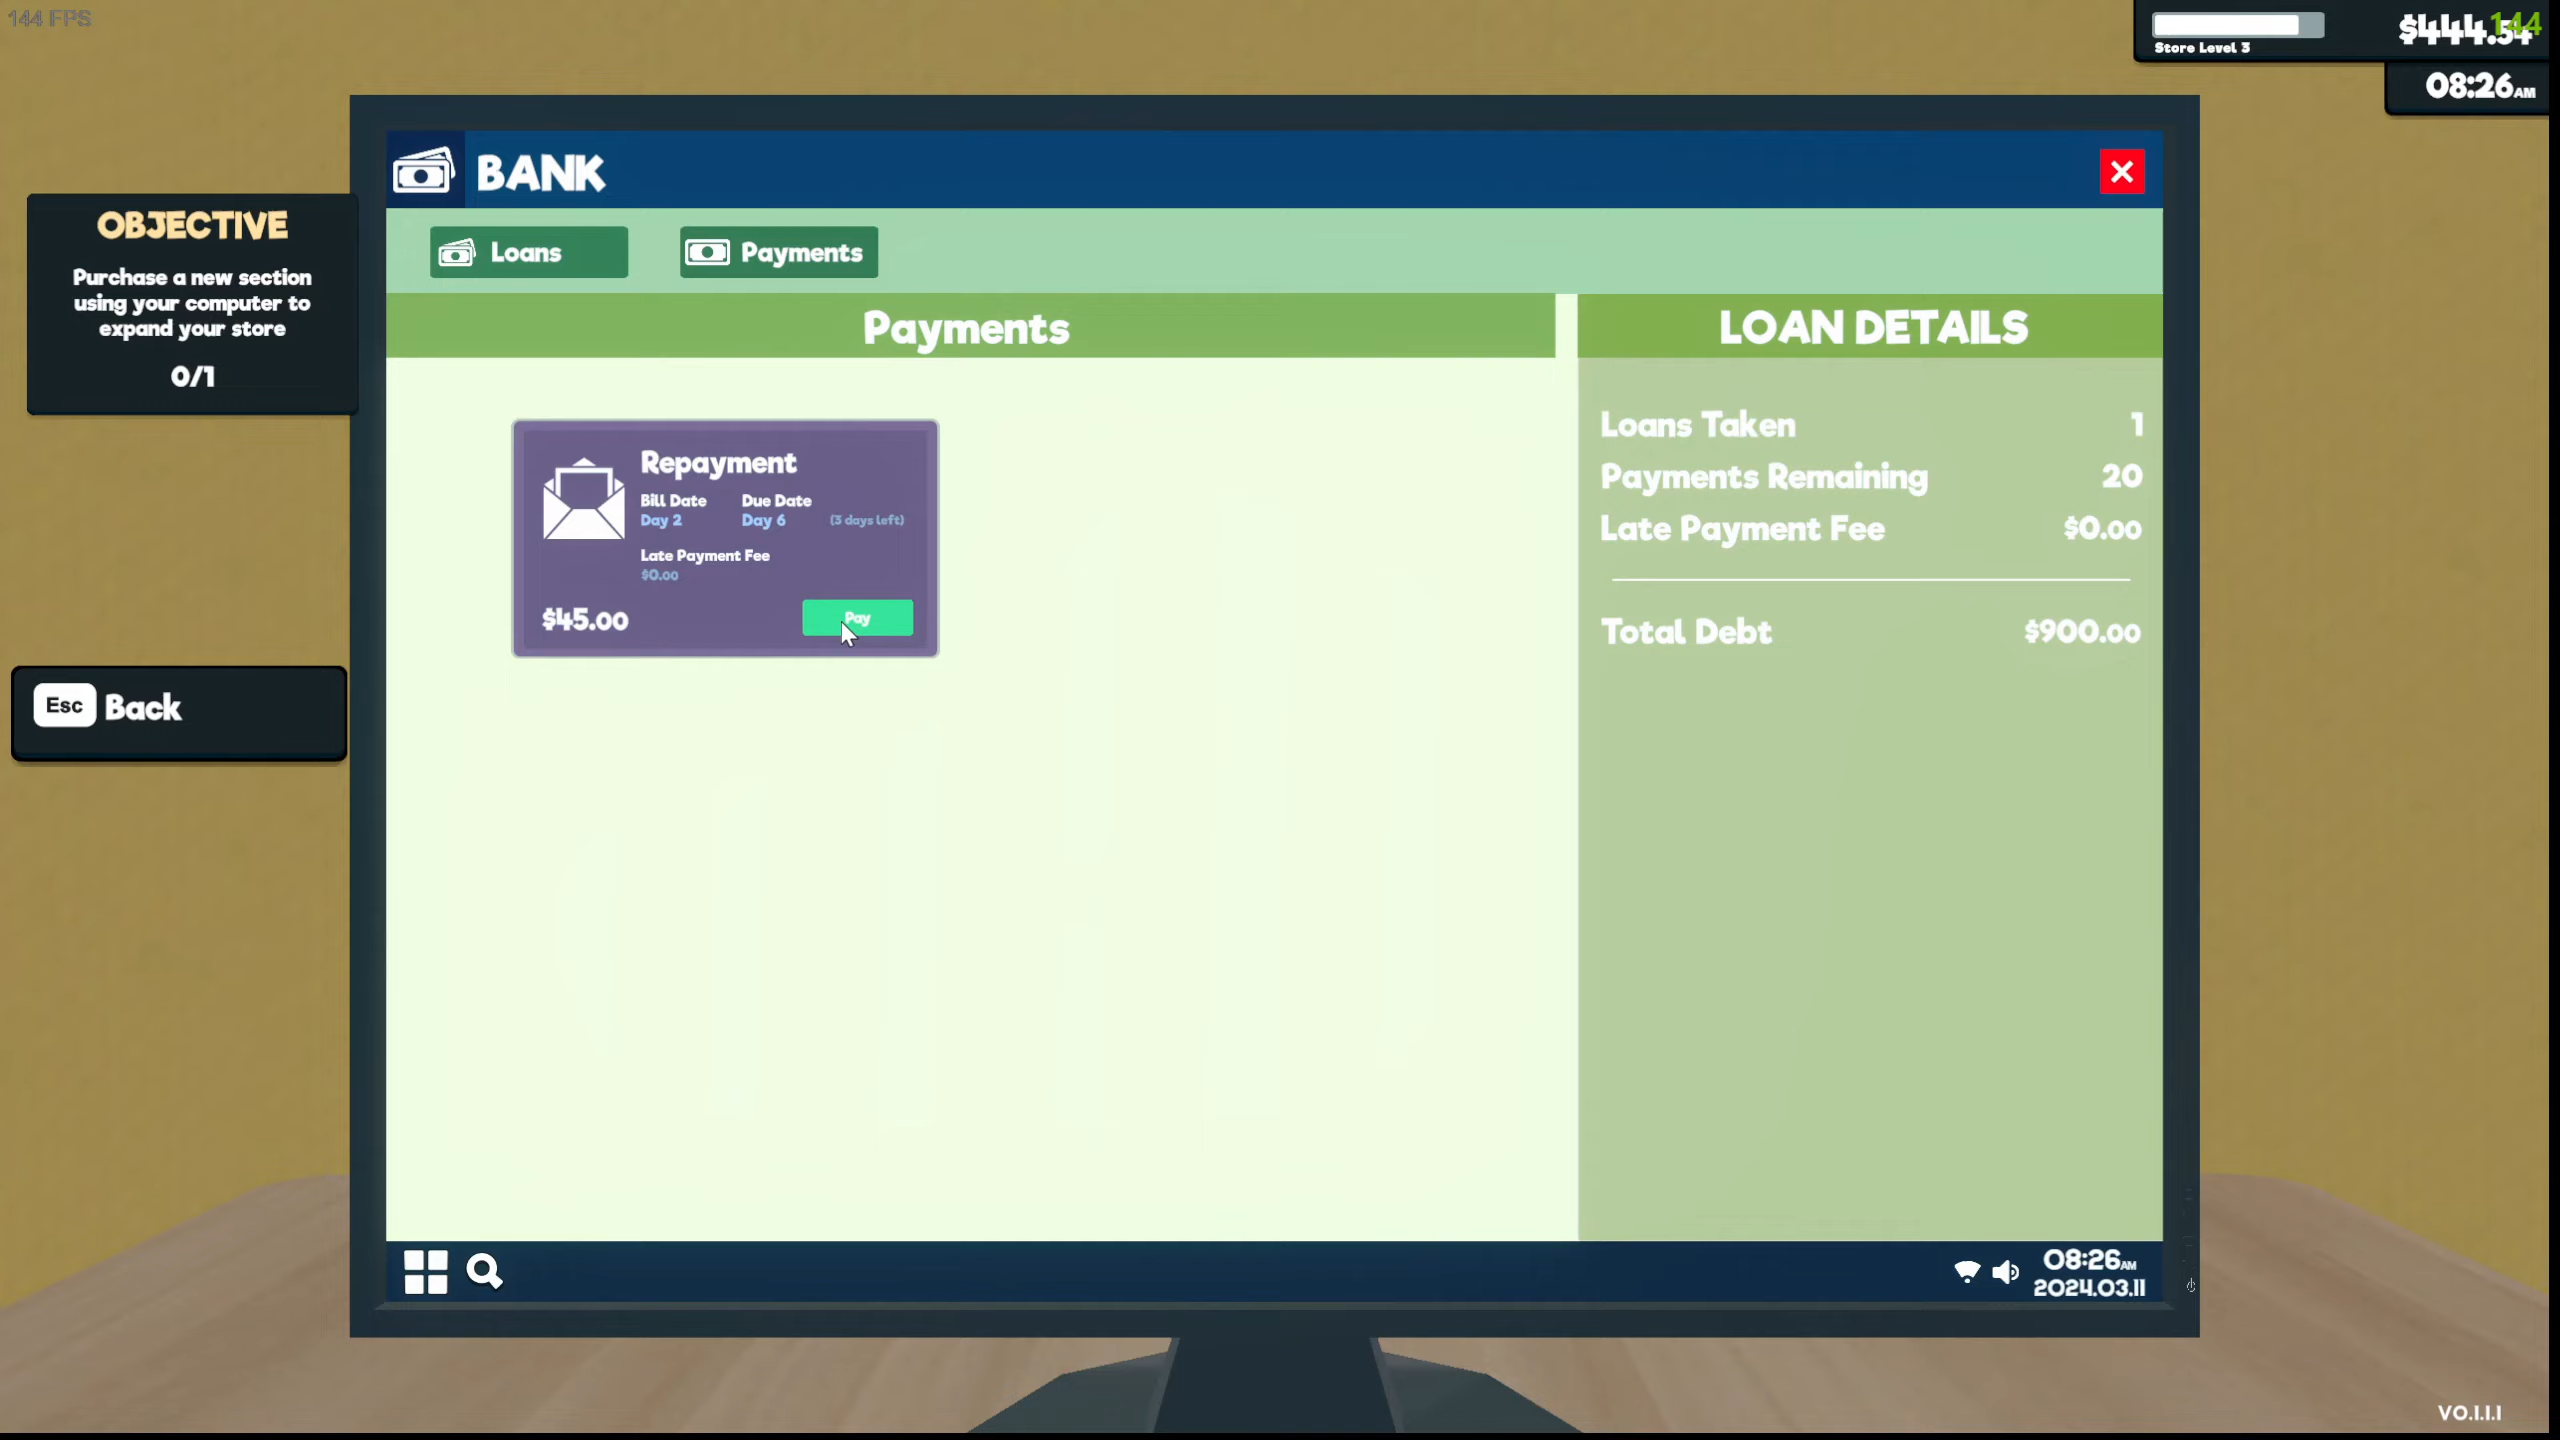 144 FPS
144
$444.54
Store Level 3
08:26AM
BANK
OBJECTIVE
Purchase a new section
using your computer to
expand your store
0/1
Loans
Payments
Payments
LOAN DETAILS
Repayment
Bill Date
Due Date
Day 2
Day 6
(3 days left)
Late Payment Fee
$0.00
$45.00
Pay
Loans Taken
1
Payments Remaining
20
Late Payment Fee
$0.00
Total Debt
$900.00
Esc
Back
08:26AM
2024.03.11
V0.1.1.1